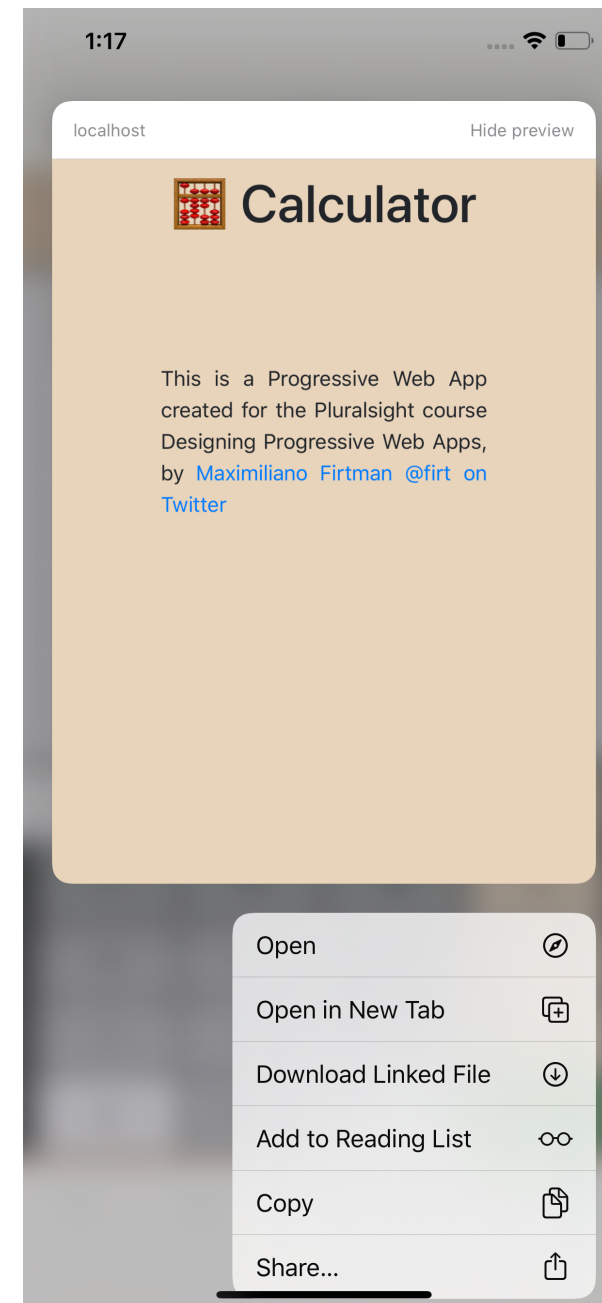 1:17
localhost Hide preview
Calculator
This is a Progressive Web App
created for the Pluralsight course
Designing Progressive Web Apps,
by Maximiliano Firtman @firt on
Twitter
Open
Open in New Tab
Download Linked File
Add to Reading List
Copy
Share...